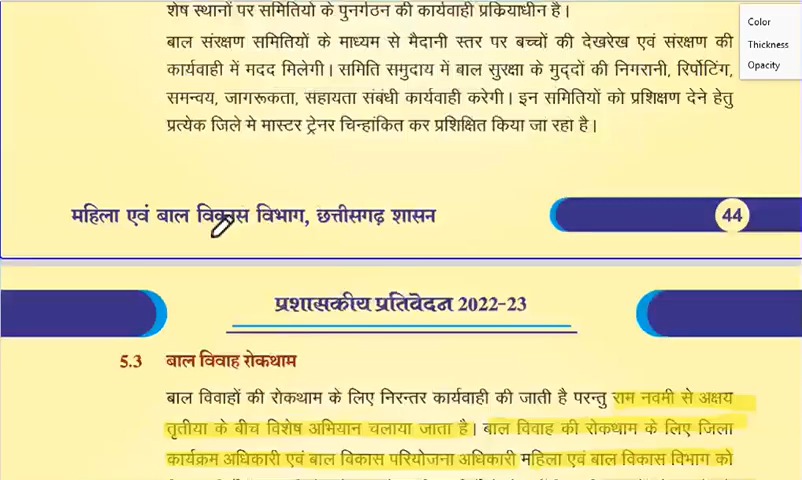 शेष स्थानों पर समितियो के पुनर्गठन की कार्यवाही प्रकियाधीन है।
बाल संरक्षण समितियों के माध्यम से मैदानी स्तर पर बच्चों की देखरेख एवं संरक्षण की
कार्यवाही में मदद मिलेगी। समिति समुदाय में बाल सुरक्षा के मुद्दों की निगरानी, रिर्पोटिंग,
समन्वय, जागरूकता, सहायता संबंधी कार्यवाही करेगी। इन समितियों को प्रशिक्षण देने हेतु
प्रत्येक जिले मे मास्टर ट्रेनर चिन्हांकित कर प्रशिक्षित किया जा रहा है।
Color
Thickness
Opacity
महिला एवं बाल विकास विभाग, छत्तीसगढ़ शासन
44
प्रशासकीय प्रतिवेदन 2022-23
5.3 बाल विवाह रोकथाम
बाल विवाहों की रोकथाम के लिए निरन्तर कार्यवाही की जाती है परन्तु राम नवमी से अक्षय
तृतीया के बीच विशेष अभियान चलाया जाता है। बाल विवाह की रोकथाम के लिए जिला
कार्यक्रम अधिकारी एवं बाल विकास परियोजना अधिकारी महिला एवं बाल विकास विभाग को